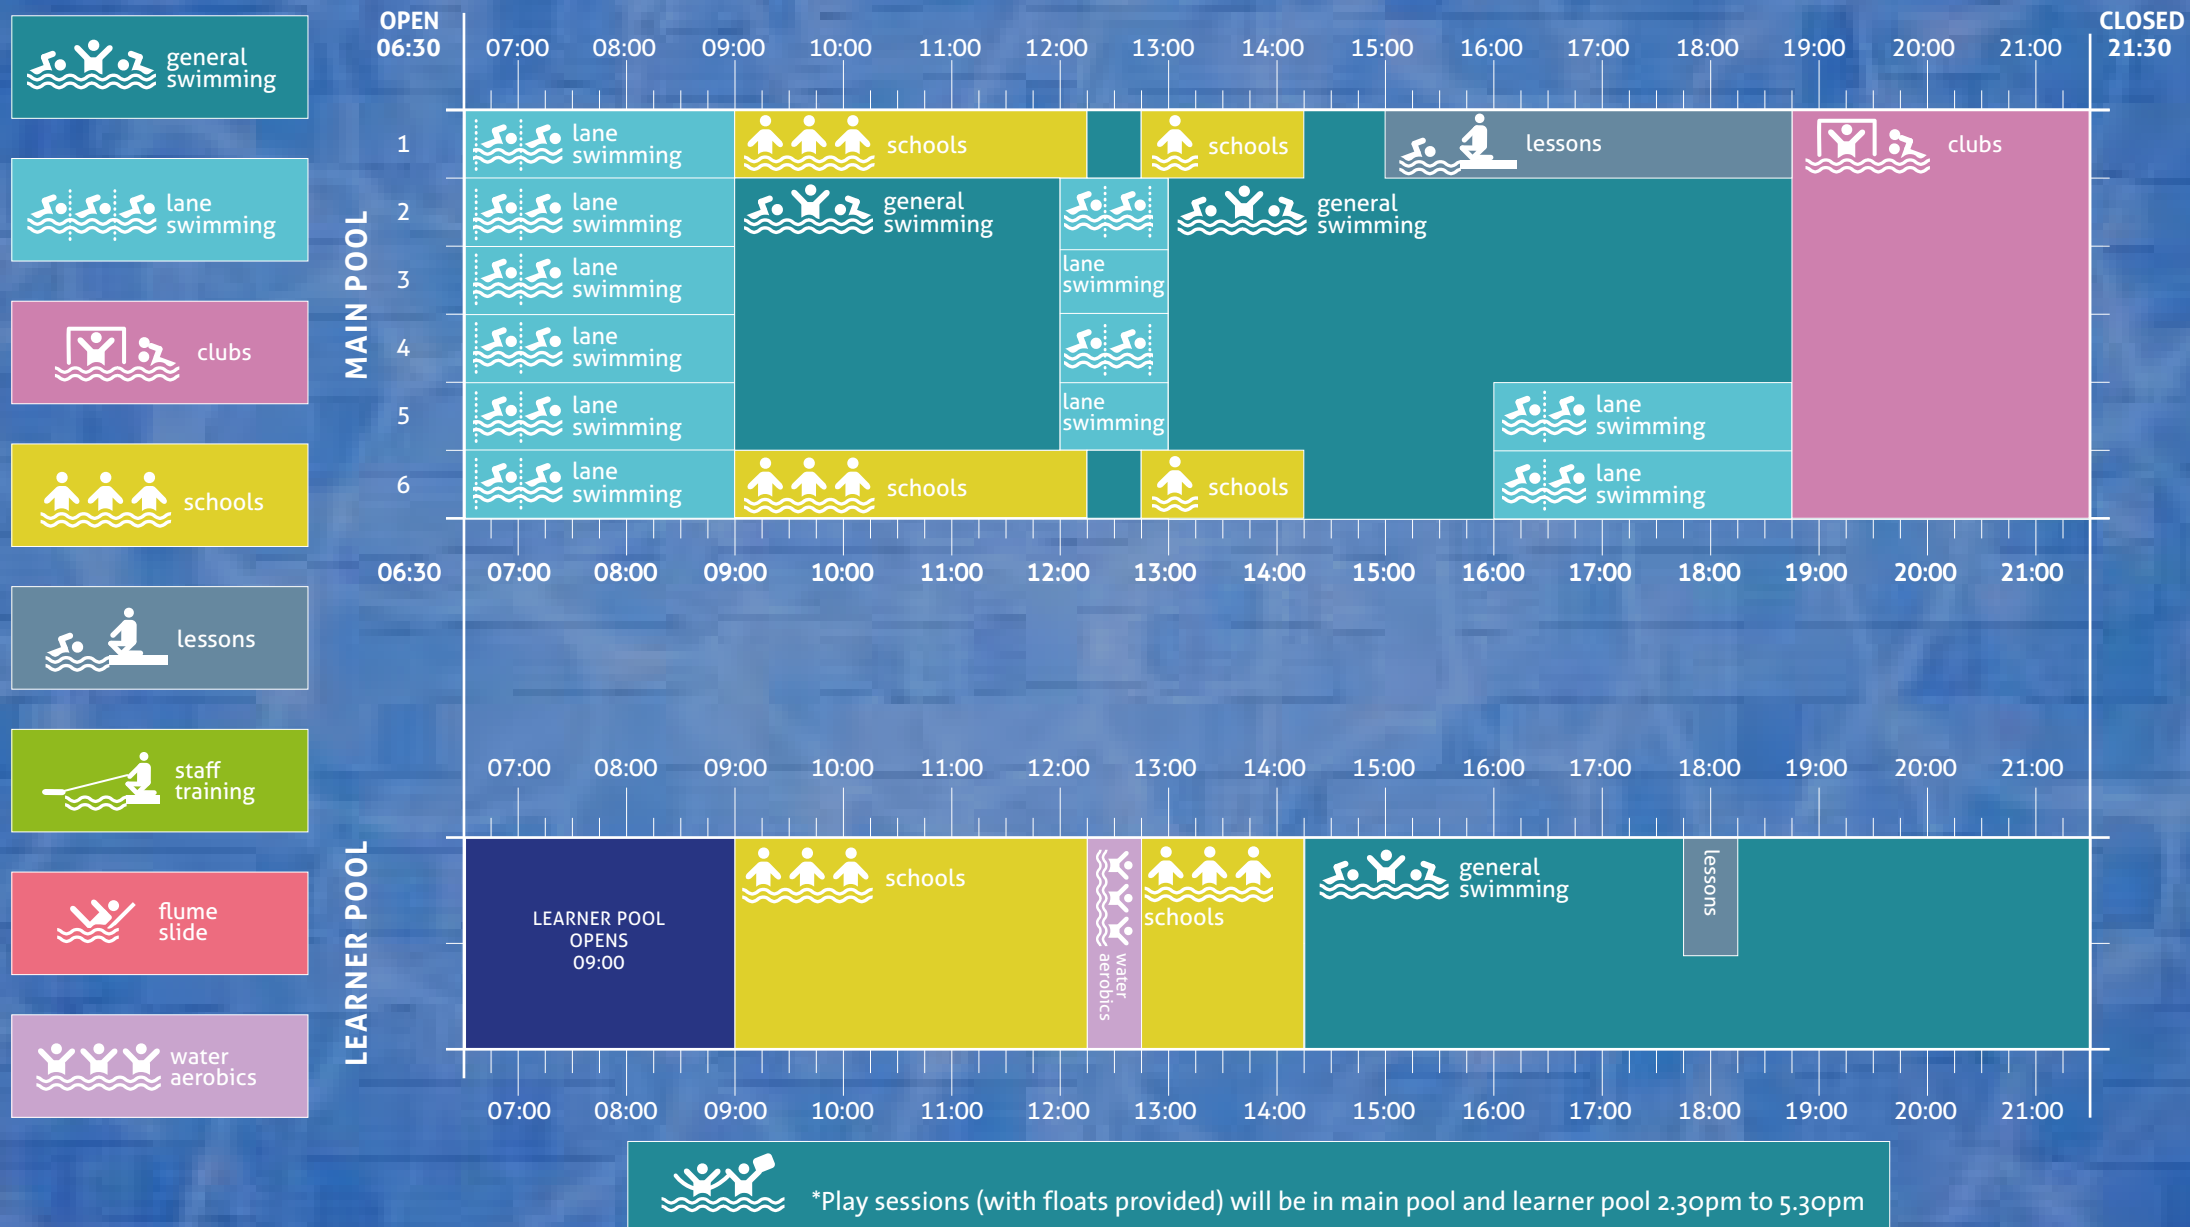 general
swimming
lane
swimming
clubs
schools
lessons
staff
training
flume
slide
water
aerobics
OPEN
06:30
07:00 08:00 09:00 10:00 11:00 12:00 13:00 14:00 15:00 16:00 17:00 18:00 19:00 20:00 21:00
CLOSED
21:30
MAIN POOL
1
lane
swimming
schools
schools
lessons
clubs
2
lane
swimming
general
swimming
general
swimming
3
lane
swimming
lane
swimming
4
lane
swimming
5
lane
swimming
lane
swimming
lane
swimming
6
lane
swimming
schools
schools
lane
swimming
06:30 07:00 08:00 09:00 10:00 11:00 12:00 13:00 14:00 15:00 16:00 17:00 18:00 19:00 20:00 21:00
07:00 08:00 09:00 10:00 11:00 12:00 13:00 14:00 15:00 16:00 17:00 18:00 19:00 20:00 21:00
LEARNER POOL
LEARNER POOL
OPENS
09:00
schools
water
aerobics
schools
general
swimming
lessons
07:00 08:00 09:00 10:00 11:00 12:00 13:00 14:00 15:00 16:00 17:00 18:00 19:00 20:00 21:00
*Play sessions (with floats provided) will be in main pool and learner pool 2.30pm to 5.30pm